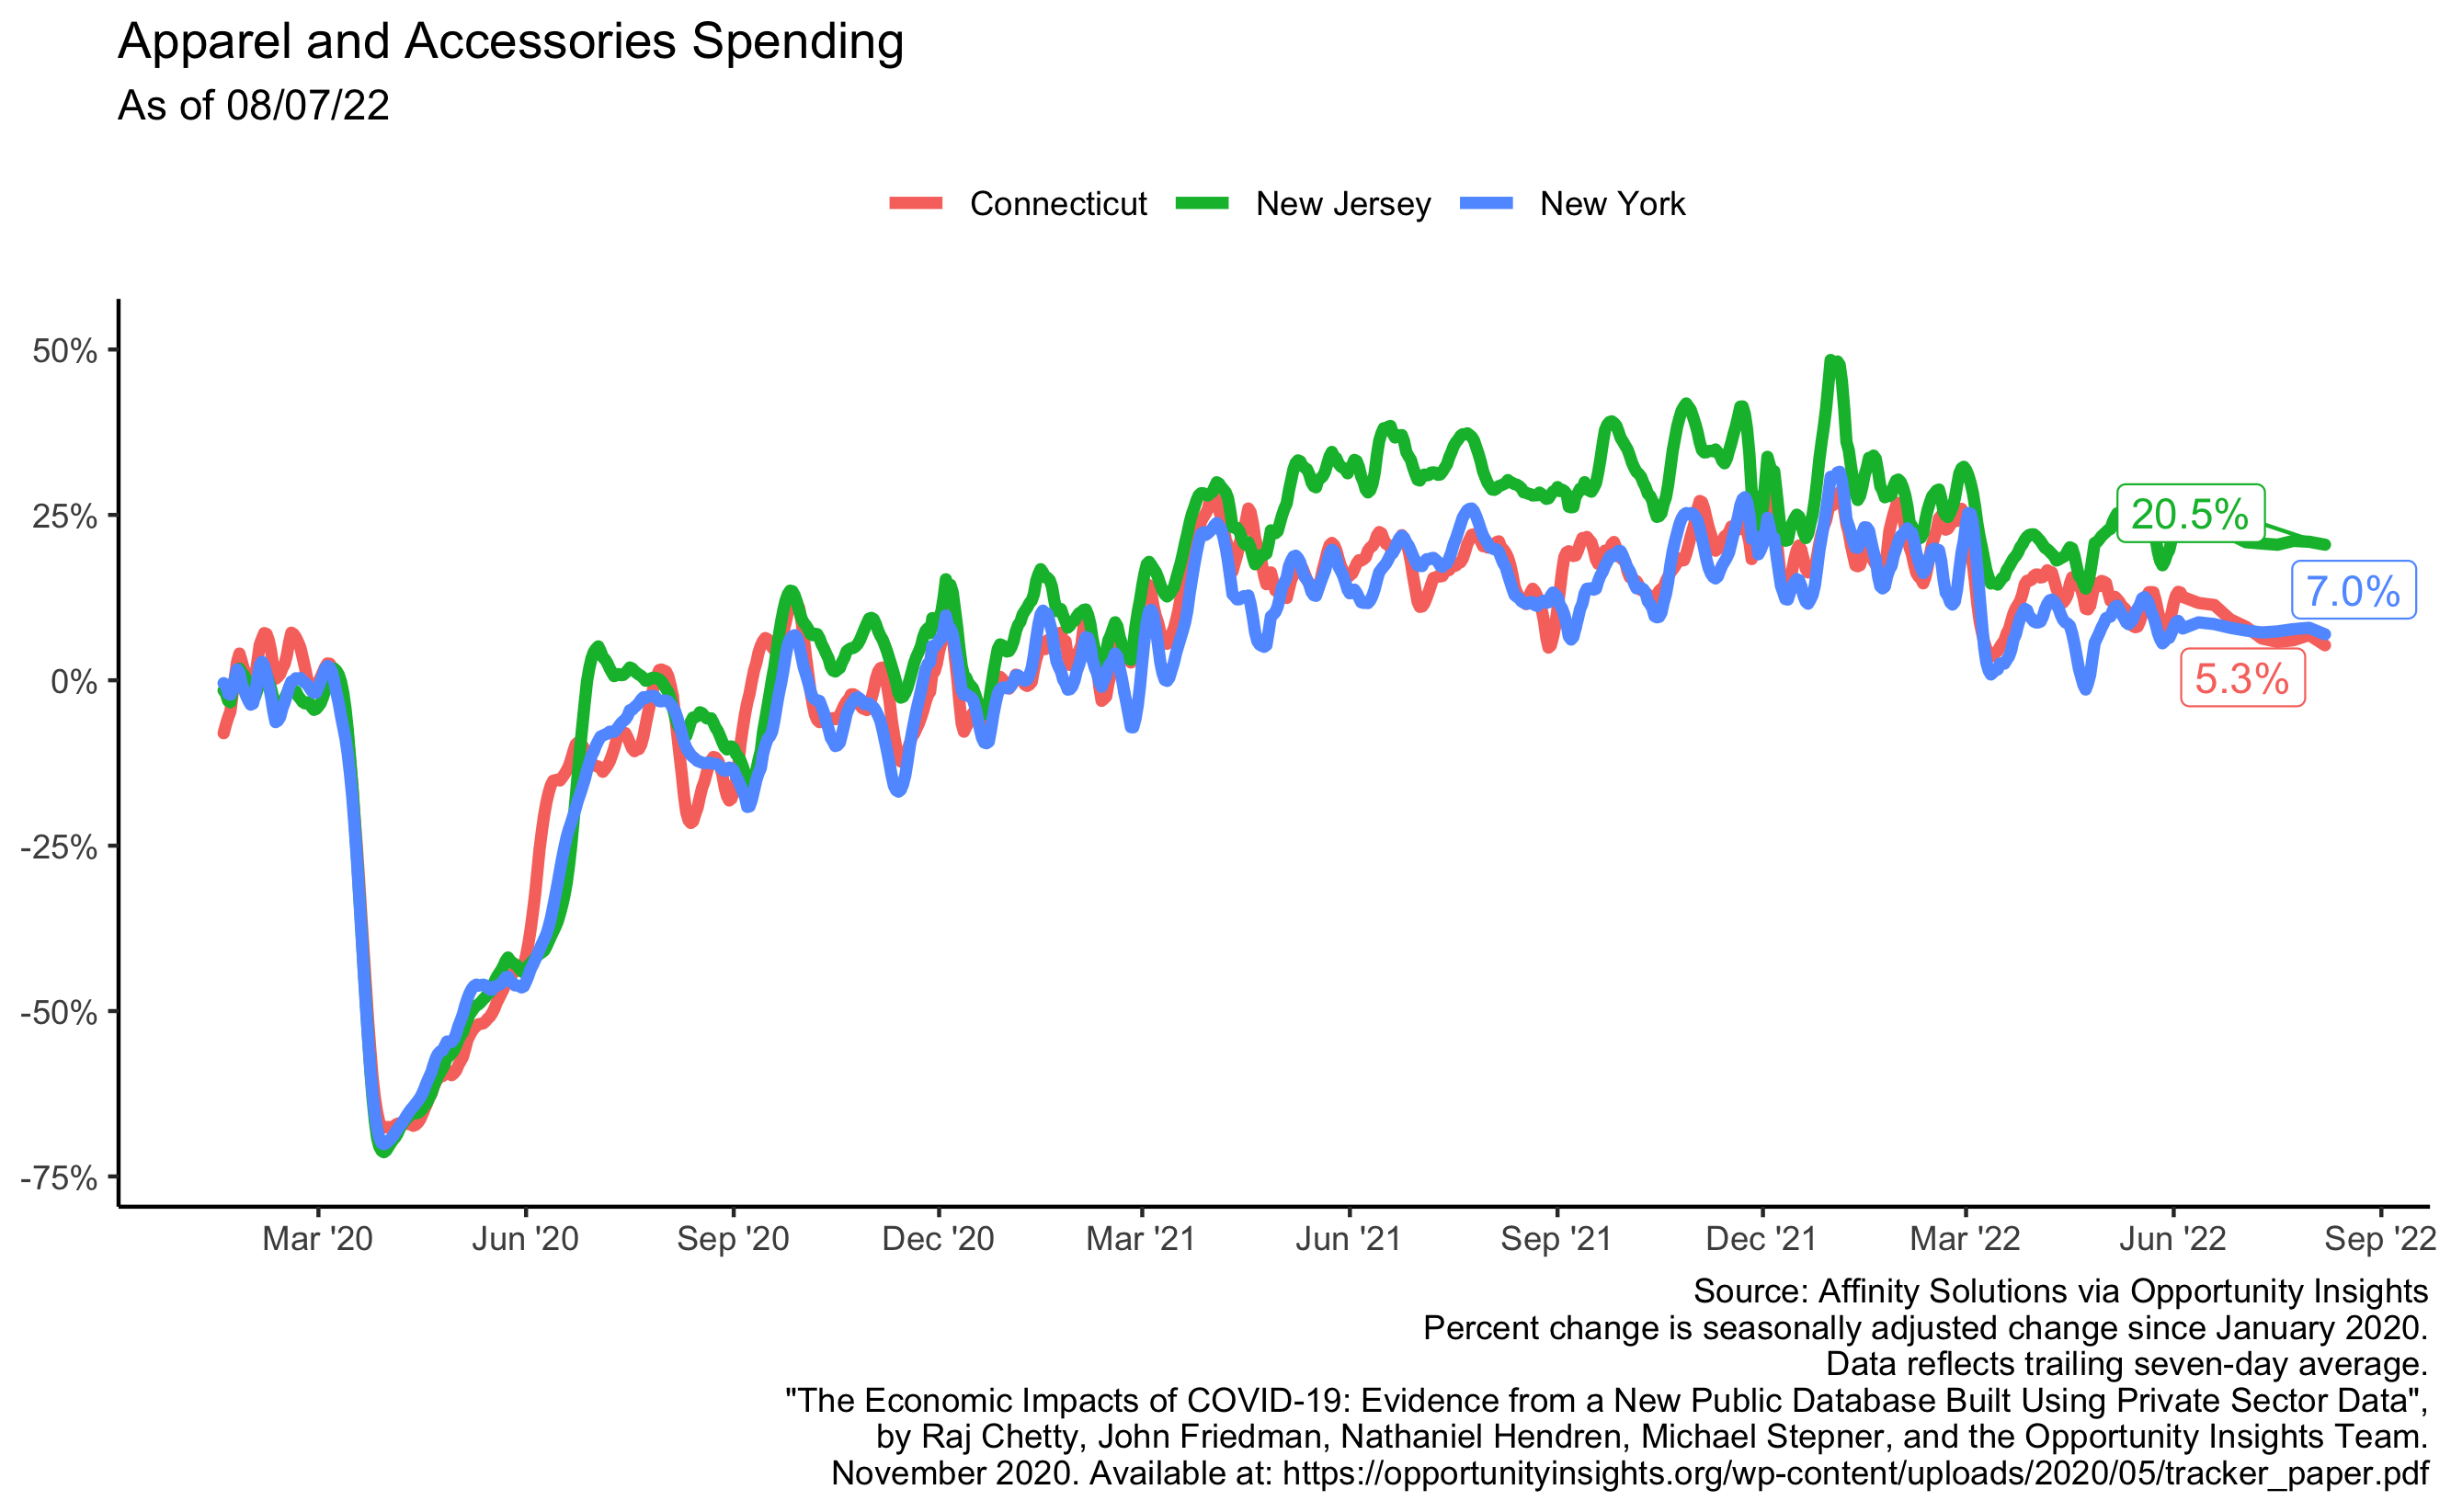 Apparel and Accessories Spending
As of 08/07/22
Connecticut New Jersey New York
50%
25%
0%
-25%
-50%
-75%
20.5%
7.0%
5.3%
Mar '20 Jun '20 Sep '20 Dec '20 Mar '21 Jun '21 Sep '21 Dec '21 Mar '22 Jun '22 Sep '22
Source: Affinity Solutions via Opportunity Insights
Percent change is seasonally adjusted change since January 2020.
Data reflects trailing seven-day average.
"The Economic Impacts of COVID-19: Evidence from a New Public Database Built Using Private Sector Data",
by Raj Chetty, John Friedman, Nathaniel Hendren, Michael Stepner, and the Opportunity Insights Team.
November 2020. Available at: https://opportunityinsights.org/wp-content/uploads/2020/05/tracker_paper.pdf